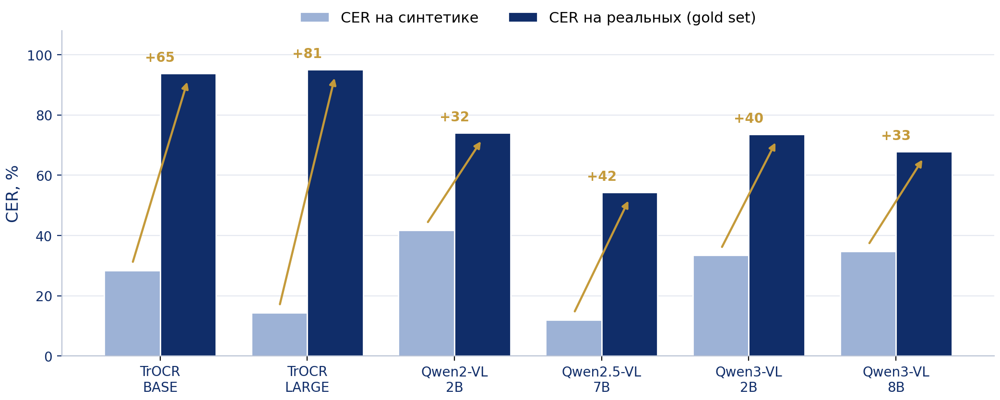 CER на синтетике
CER на реальных (gold set)
CER, %
100
80
60
40
20
0
+65
+81
+32
+42
+40
+33
TrOCR
BASE
TrOCR
LARGE
Qwen2-VL
2B
Qwen2.5-VL
7B
Qwen3-VL
2B
Qwen3-VL
8B